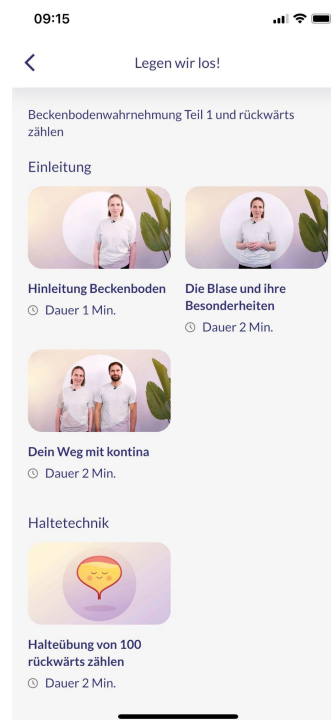 09:15
Legen wir los!
Beckenbodenwahrnehmung Teil 1 und rückwärts
zählen
Einleitung
Hinleitung Beckenboden
Dauer 1 Min.
Die Blase und ihre
Besonderheiten
Dauer 2 Min.
Dein Weg mit kontina
Dauer 2 Min.
Haltetechnik
Halteübung von 100
rückwärts zählen
Dauer 2 Min.